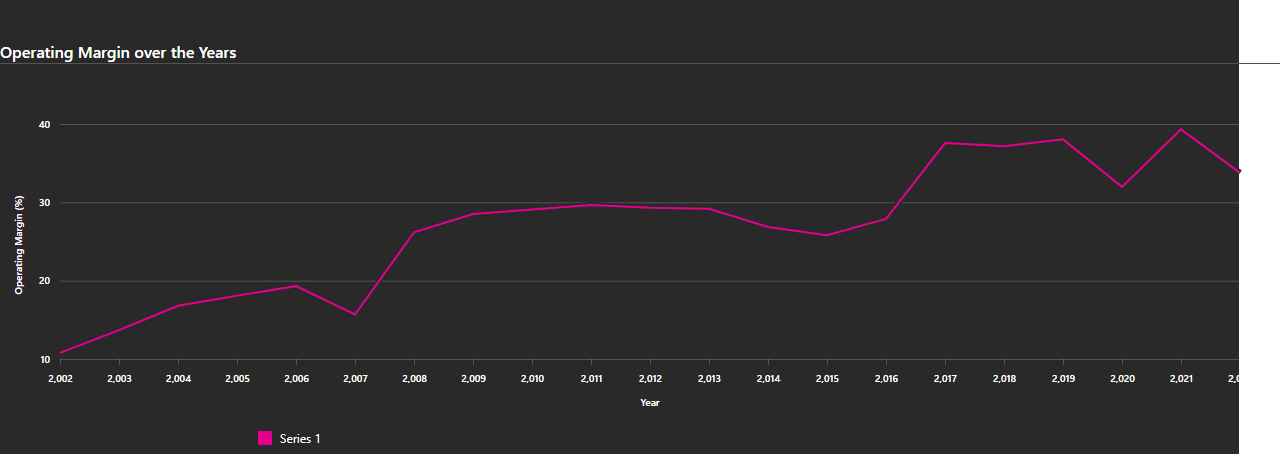 Operating Margin over the Years
40
30
20
10
Operating Margin (%)
2,002 2,003 2,004 2,005 2,006 2,007 2,008 2,009 2,010 2,011 2,012 2,013 2,014 2,015 2,016 2,017 2,018 2,019 2,020 2,021
Year
Series 1